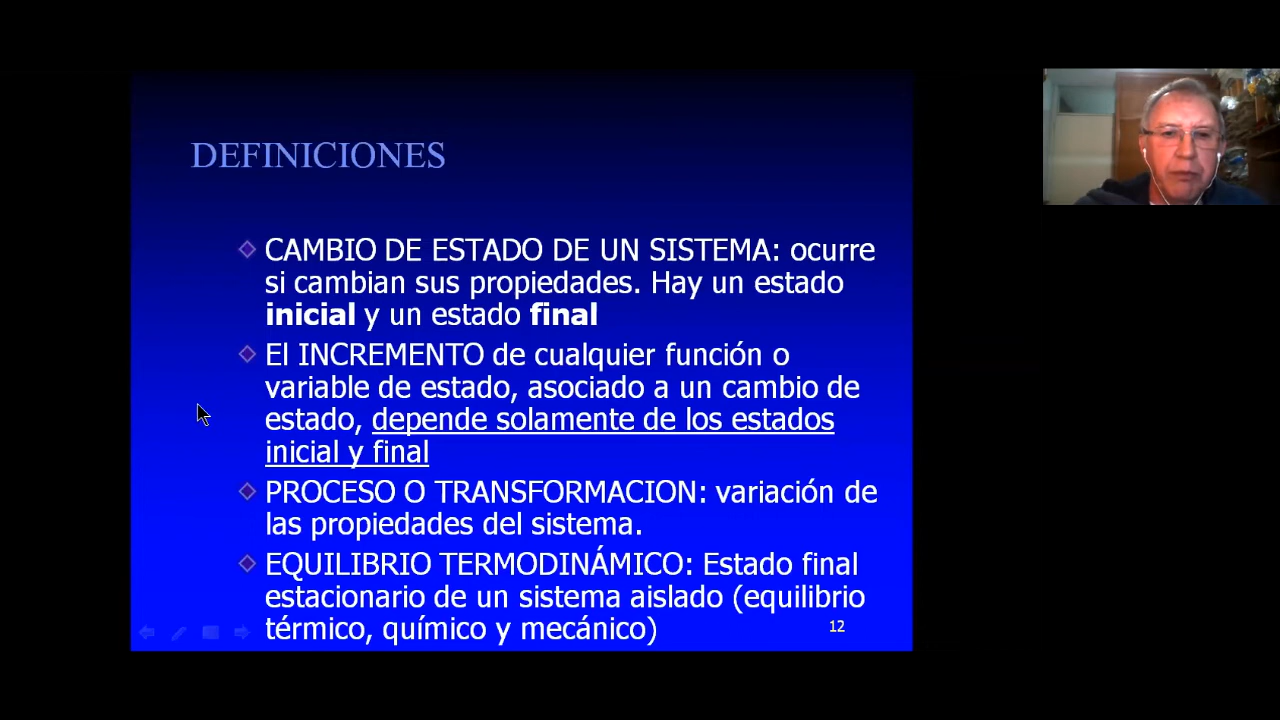 DEFINICIONES
CAMBIO DE ESTADO DE UN SISTEMA: ocurre
si cambian sus propiedades. Hay un estado
inicial y un estado final
El INCREMENTO de cualquier función o
variable de estado, asociado a un cambio de
estado, depende solamente de los estados
inicial y final
PROCESO O TRANSFORMACION: variación de
las propiedades del sistema.
EQUILIBRIO TERMODINÁMICO: Estado final
estacionario de un sistema aislado (equilibrio
térmico, químico y mecánico)
12